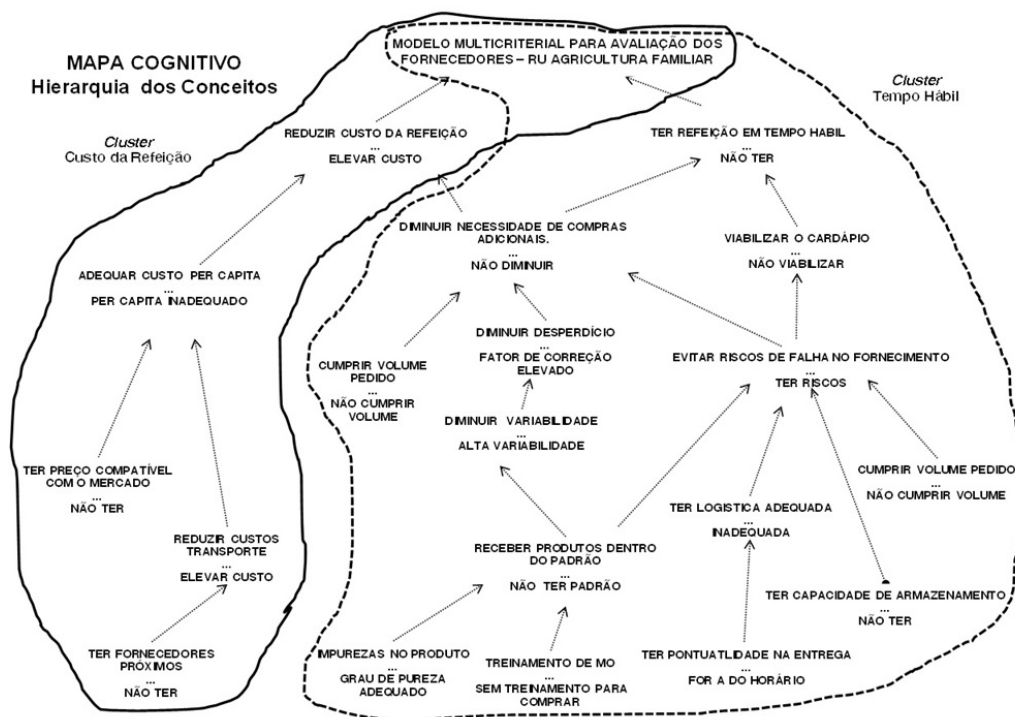 MODELO MULTICRITERIAL PARA AVALIAÇÃO DOS
FORNECEDORES – RU AGRICULTURA FAMILIAR
MAPA COGNITIVO
Hierarquia dos Conceitos
Cluster
Tempo Hábil
Cluster
Custo da Refeição
REDUZIR CUSTO DA REFEIÇÃO
...
ELEVAR CUSTO
TER REFEIÇÃO EM TEMPO HABIL
...
NÃO TER
DIMINUIR NECESSIDADE DE COMPRAS
ADICIONAIS.
...
NÃO DIMINUIR
VIABILIZAR O CARDÁPIO
...
NÃO VIABILIZAR
ADEQUAR CUSTO PER CAPITA
...
PER CAPITA INADEQUADO
DIMINUIR DESPERDÍCIO
...
FATOR DE CORREÇÃO
ELEVADO
CUMPRIR VOLUME
PEDIDO
...
NÃO CUMPRIR
VOLUME
EVITAR RISCOS DE FALHA NO FORNECIMENTO
...
TER RISCOS
DIMINUIR VARIABILIDADE
...
ALTA VARIABILIDADE
TER PREÇO COMPATÍVEL
COM O MERCADO
...
NÃO TER
CUMPRIR VOLUME PEDIDO
...
NÃO CUMPRIR VOLUME
TER LOGISTICA ADEQUADA
...
INADEQUADA
REDUZIR CUSTOS
TRANSPORTE
...
ELEVAR CUSTO
RECEBER PRODUTOS DENTRO
DO PADRÃO
...
NÃO TER PADRÃO
TER CAPACIDADE DE ARMAZENAMENTO
...
NÃO TER
TER FORNECEDORES
PRÓXIMOS
...
NÃO TER
IMPUREZAS NO PRODUTO
...
GRAU DE PUREZA
ADEQUADO
TREINAMENTO DE MO
...
SEM TREINAMENTO PARA
COMPRAR
TER PONTUATLIDADE NA ENTREGA
...
FOR A DO HORÁRIO